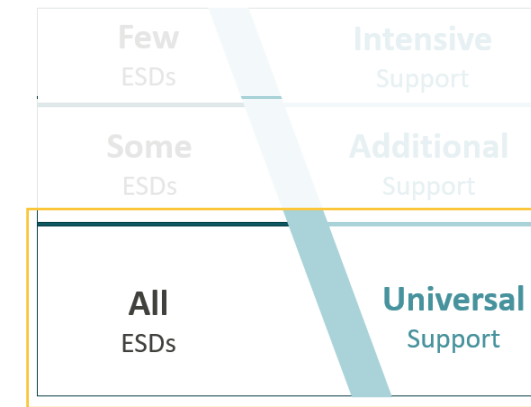 Few
ESDs
Intensive
Support
Some
ESDs
Additional
Support
All
ESDs
Universal
Support